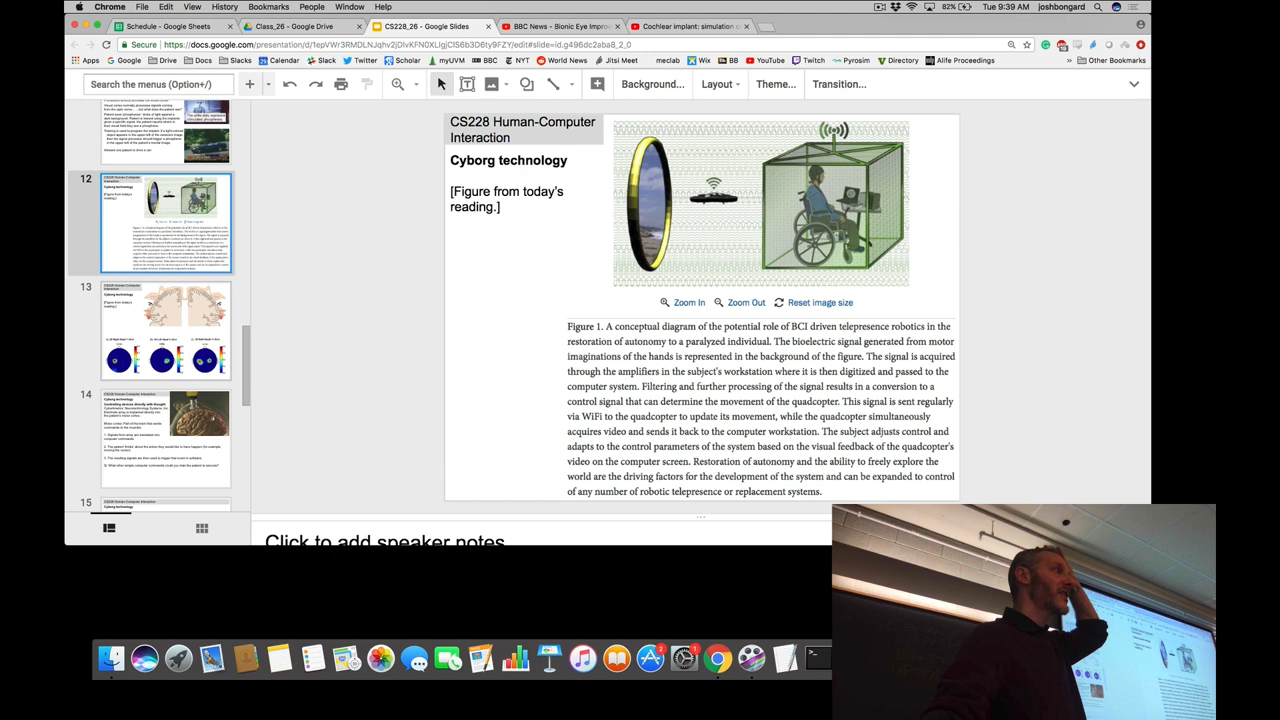 Chrome File Edit View History Bookmarks People Window Help
82% Tue 9:39 AM joshbongard
Schedule - Google Sheets
Class_26 - Google Drive
CS228_26 - Google Slides
BBC News - Bionic Eye Improv
Cochlear implant: simulation o
Secure https://docs.google.com/presentation/d/1epVWr3RMDLNJqhv2jDlvKFN0XLlgjClS6b3D6ty9FZY/edit#slide=id.g496dc2aba8_2_0
Apps Google Drive Docs Slack Calendar Twitter Scholar myUVM BBC NYT World News Jitsi Meet meclab Wix BB YouTube Twitch Pyrosim Directory Alife Proceedings » Other Bookmarks
Search the menus (Option+/)
Background... Layout Theme... Transition...
12
13
14
15
CS228 Human-Computer
Interaction
Cyborg technology
[Figure from today's
reading.]
Zoom In Zoom Out Reset image size
Figure 1. A conceptual diagram of the potential role of BCI driven telepresence robotics in the
restoration of autonomy to a paralyzed individual. The bioelectric signal generated from motor
imaginations of the hands is represented in the background of the figure. The signal is acquired
through the amplifiers in the subject's workstation where it is then digitized and passed to the
computer system. Filtering and further processing of the signal results in a conversion to a
control signal that can determine the movement of the quadcopter. This signal is sent regularly
via WiFi to the quadcopter to update its movement, while the quadcopter simultaneously
acquires video and sends it back to the computer workstation. The subject adjusts control and
adapts to the control parameters of the system based on the visual feedback of the quadcopter's
video on the computer screen. Restoration of autonomy and the ability to freely explore the
world are the driving factors for the development of the system and can be expanded to control
of any number of robotic telepresence or replacement systems.
Click to add speaker notes